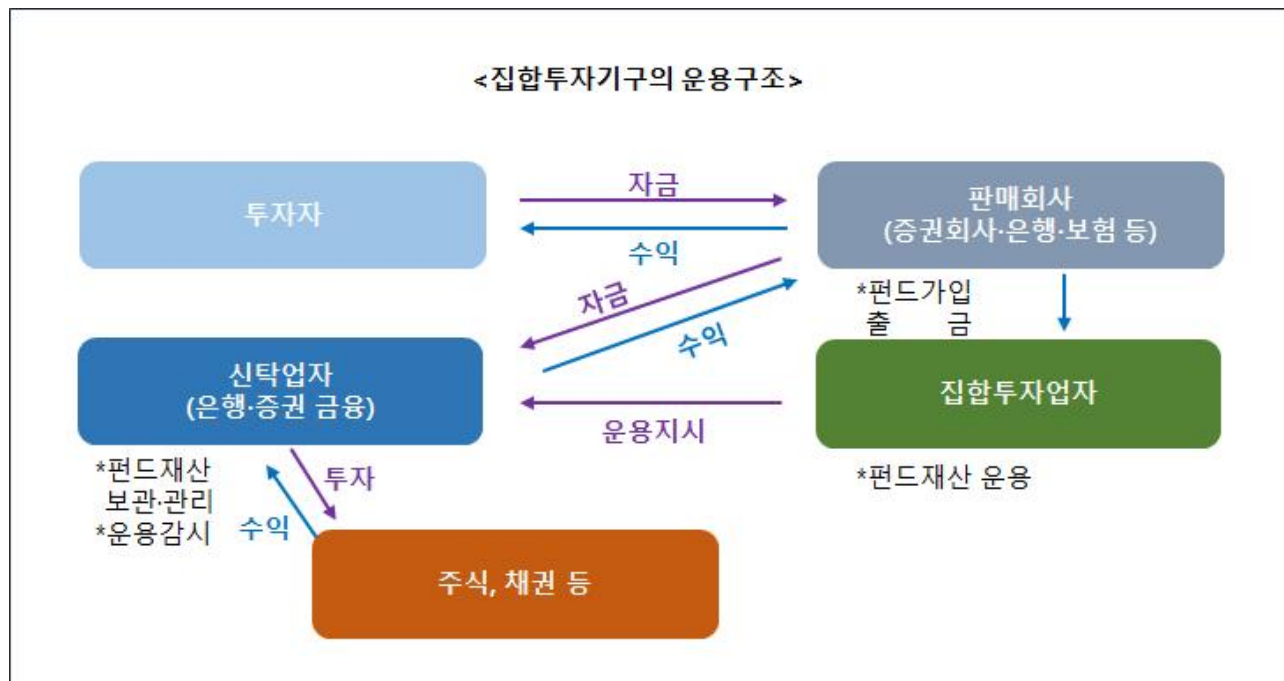 <집합투자기구의 운용구조>
투자자
자금
수익
판매회사
(증권회사·은행·보험 등)
자금
수익
*펀드가입
출 금
신탁업자
(은행·증권 금융)
운용지시
집합투자업자
*펀드재산
보관·관리
*운용감시
투자
수익
*펀드재산 운용
주식, 채권 등